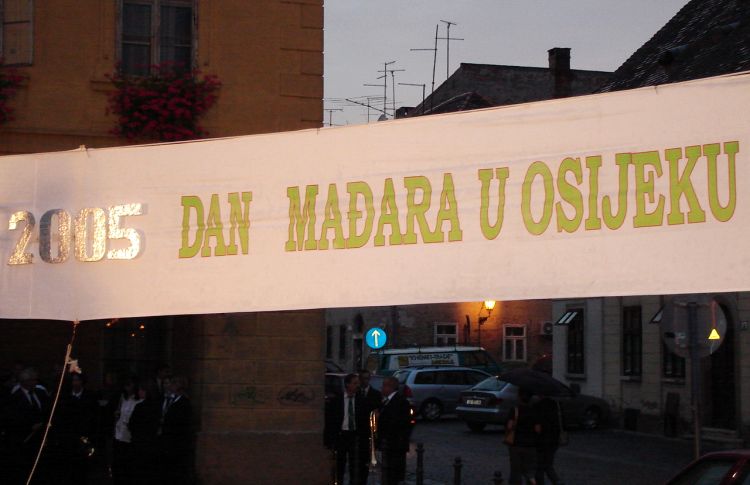 2005 DAN MAĐARA U OSIJEKU